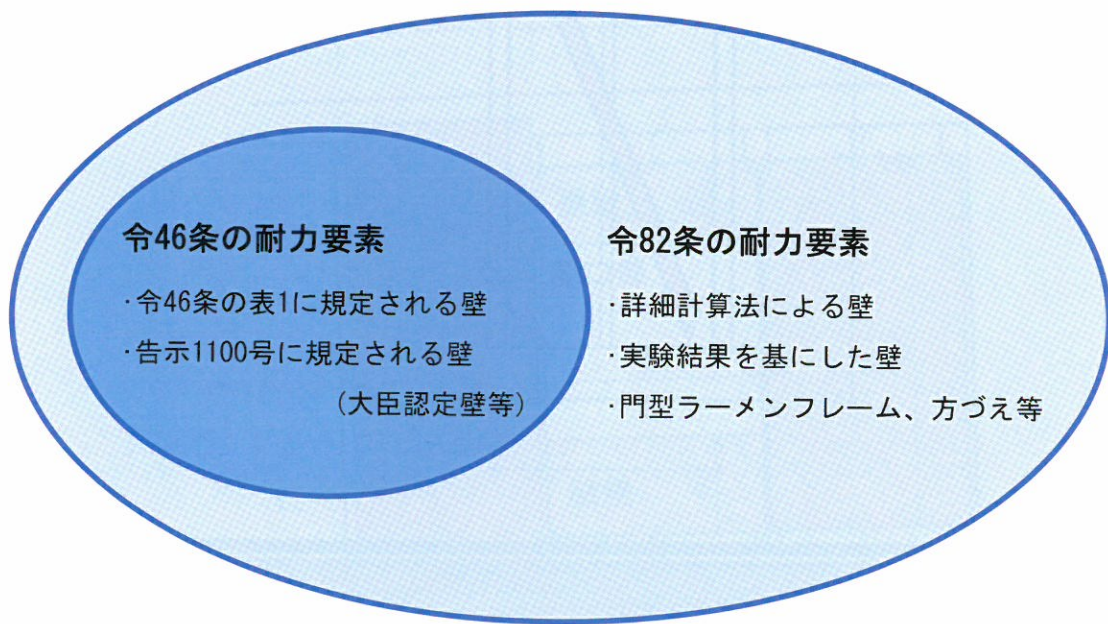 令46条の耐力要素
・令46条の表1に規定される壁
・告示1100号に規定される壁
(大臣認定壁等)
令82条の耐力要素
・詳細計算法による壁
・実験結果を基にした壁
・門型ラーメンフレーム、方づえ等